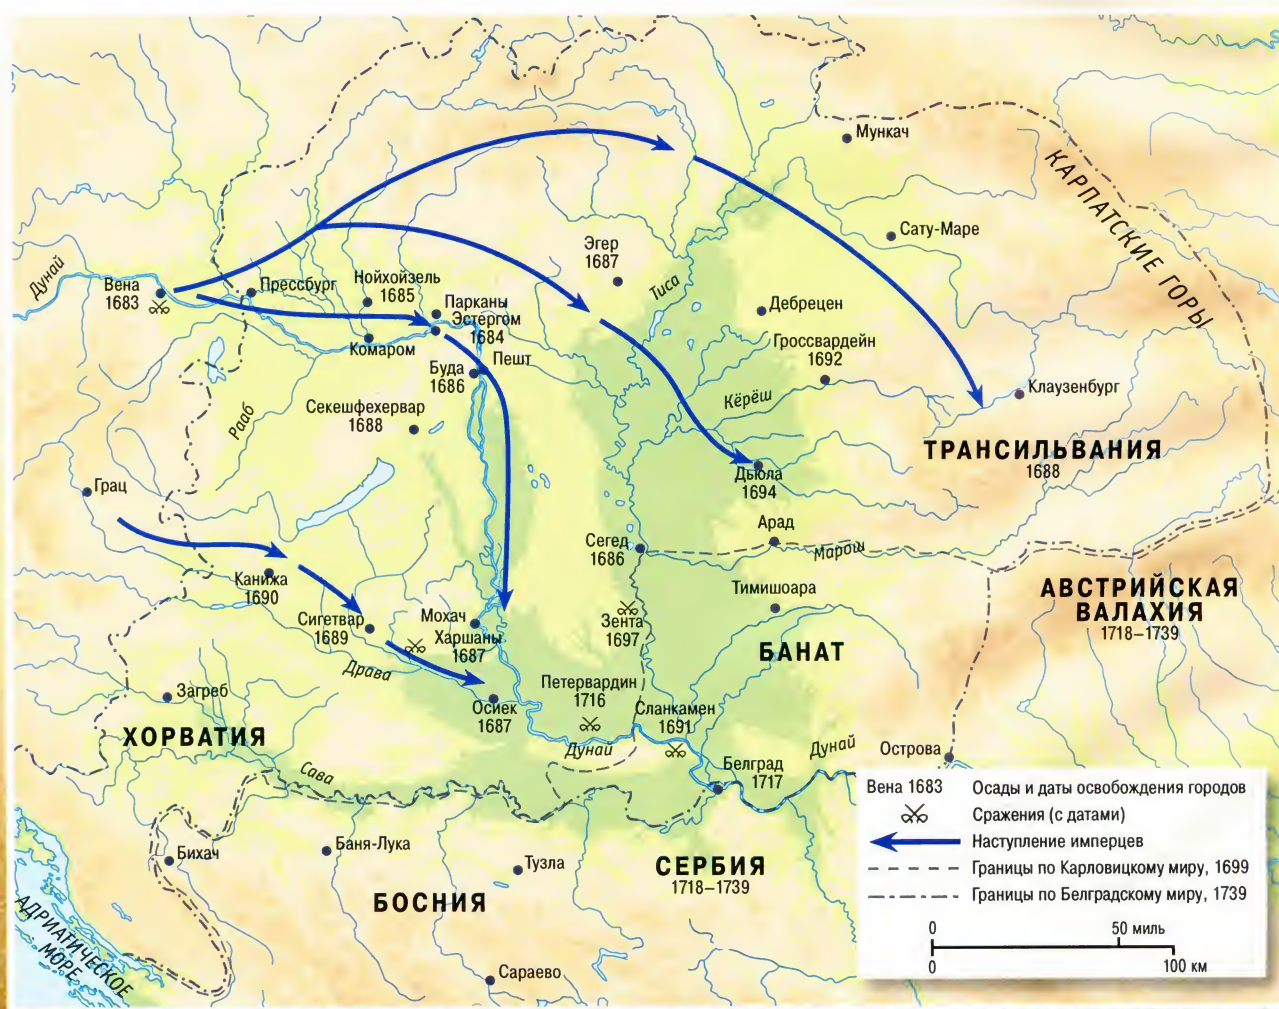 Мункач
КАРПАТСКИЕ ГОРЫ
Сату-Маре
Дунай
Вена
1683
Прессбург
Нойхойзель
1685
Парканы
Эстергом
1684
Комаром
Эгер
1687
Тиса
Дебрецен
Гроссвардейн
1692
Буда
1686
Пешт
Секешфехервар
1688
Рааб
Кёрёш
Клаузенбург
ТРАНСИЛЬВАНИЯ
1688
Дьюла
1694
Грац
Арад
Сегед
1686
Марош
Канижа
1690
Тимишоара
АВСТРИЙСКАЯ
ВАЛАХИЯ
1718–1739
Сигетвар
1689
Мохач
Харшаны
1687
Зента
1697
БАНАТ
Драва
Загреб
Осиек
1687
Петервардин
1716
Сланкамен
1691
ХОРВАТИЯ
Дунай
Дунай
Острова
Сава
Белград
1717
Бихач
Баня-Лука
Тузла
СЕРБИЯ
1718–1739
БОСНИЯ
Сараево
АДРИАТИЧЕСКОЕ
МОРЕ
Вена 1683 Осады и даты освобождения городов
Сражения (с датами)
Наступление имперцев
Границы по Карловицкому миру, 1699
Границы по Белградскому миру, 1739
0 50 миль
0 100 км